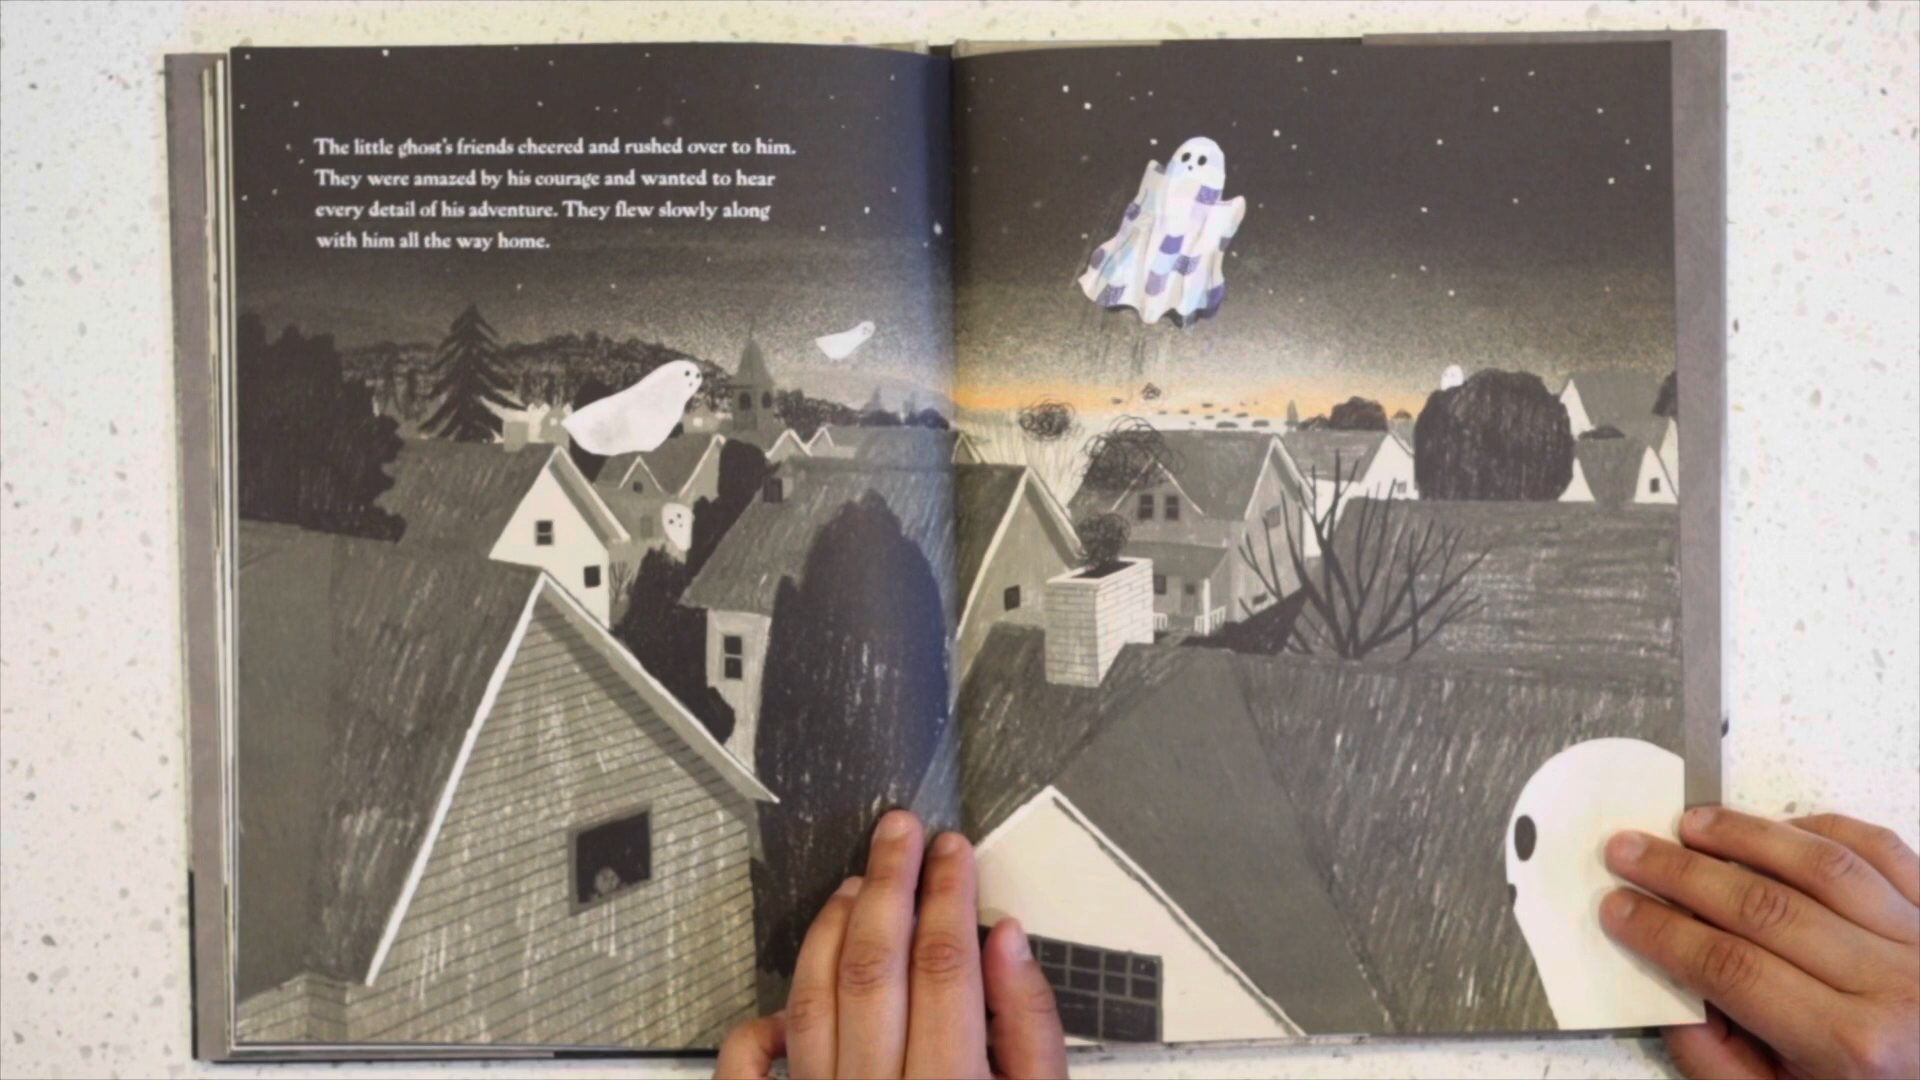 The little ghost's friends cheered and rushed over to him.
They were amazed by his courage and wanted to hear
every detail of his adventure. They flew slowly along
with him all the way home.